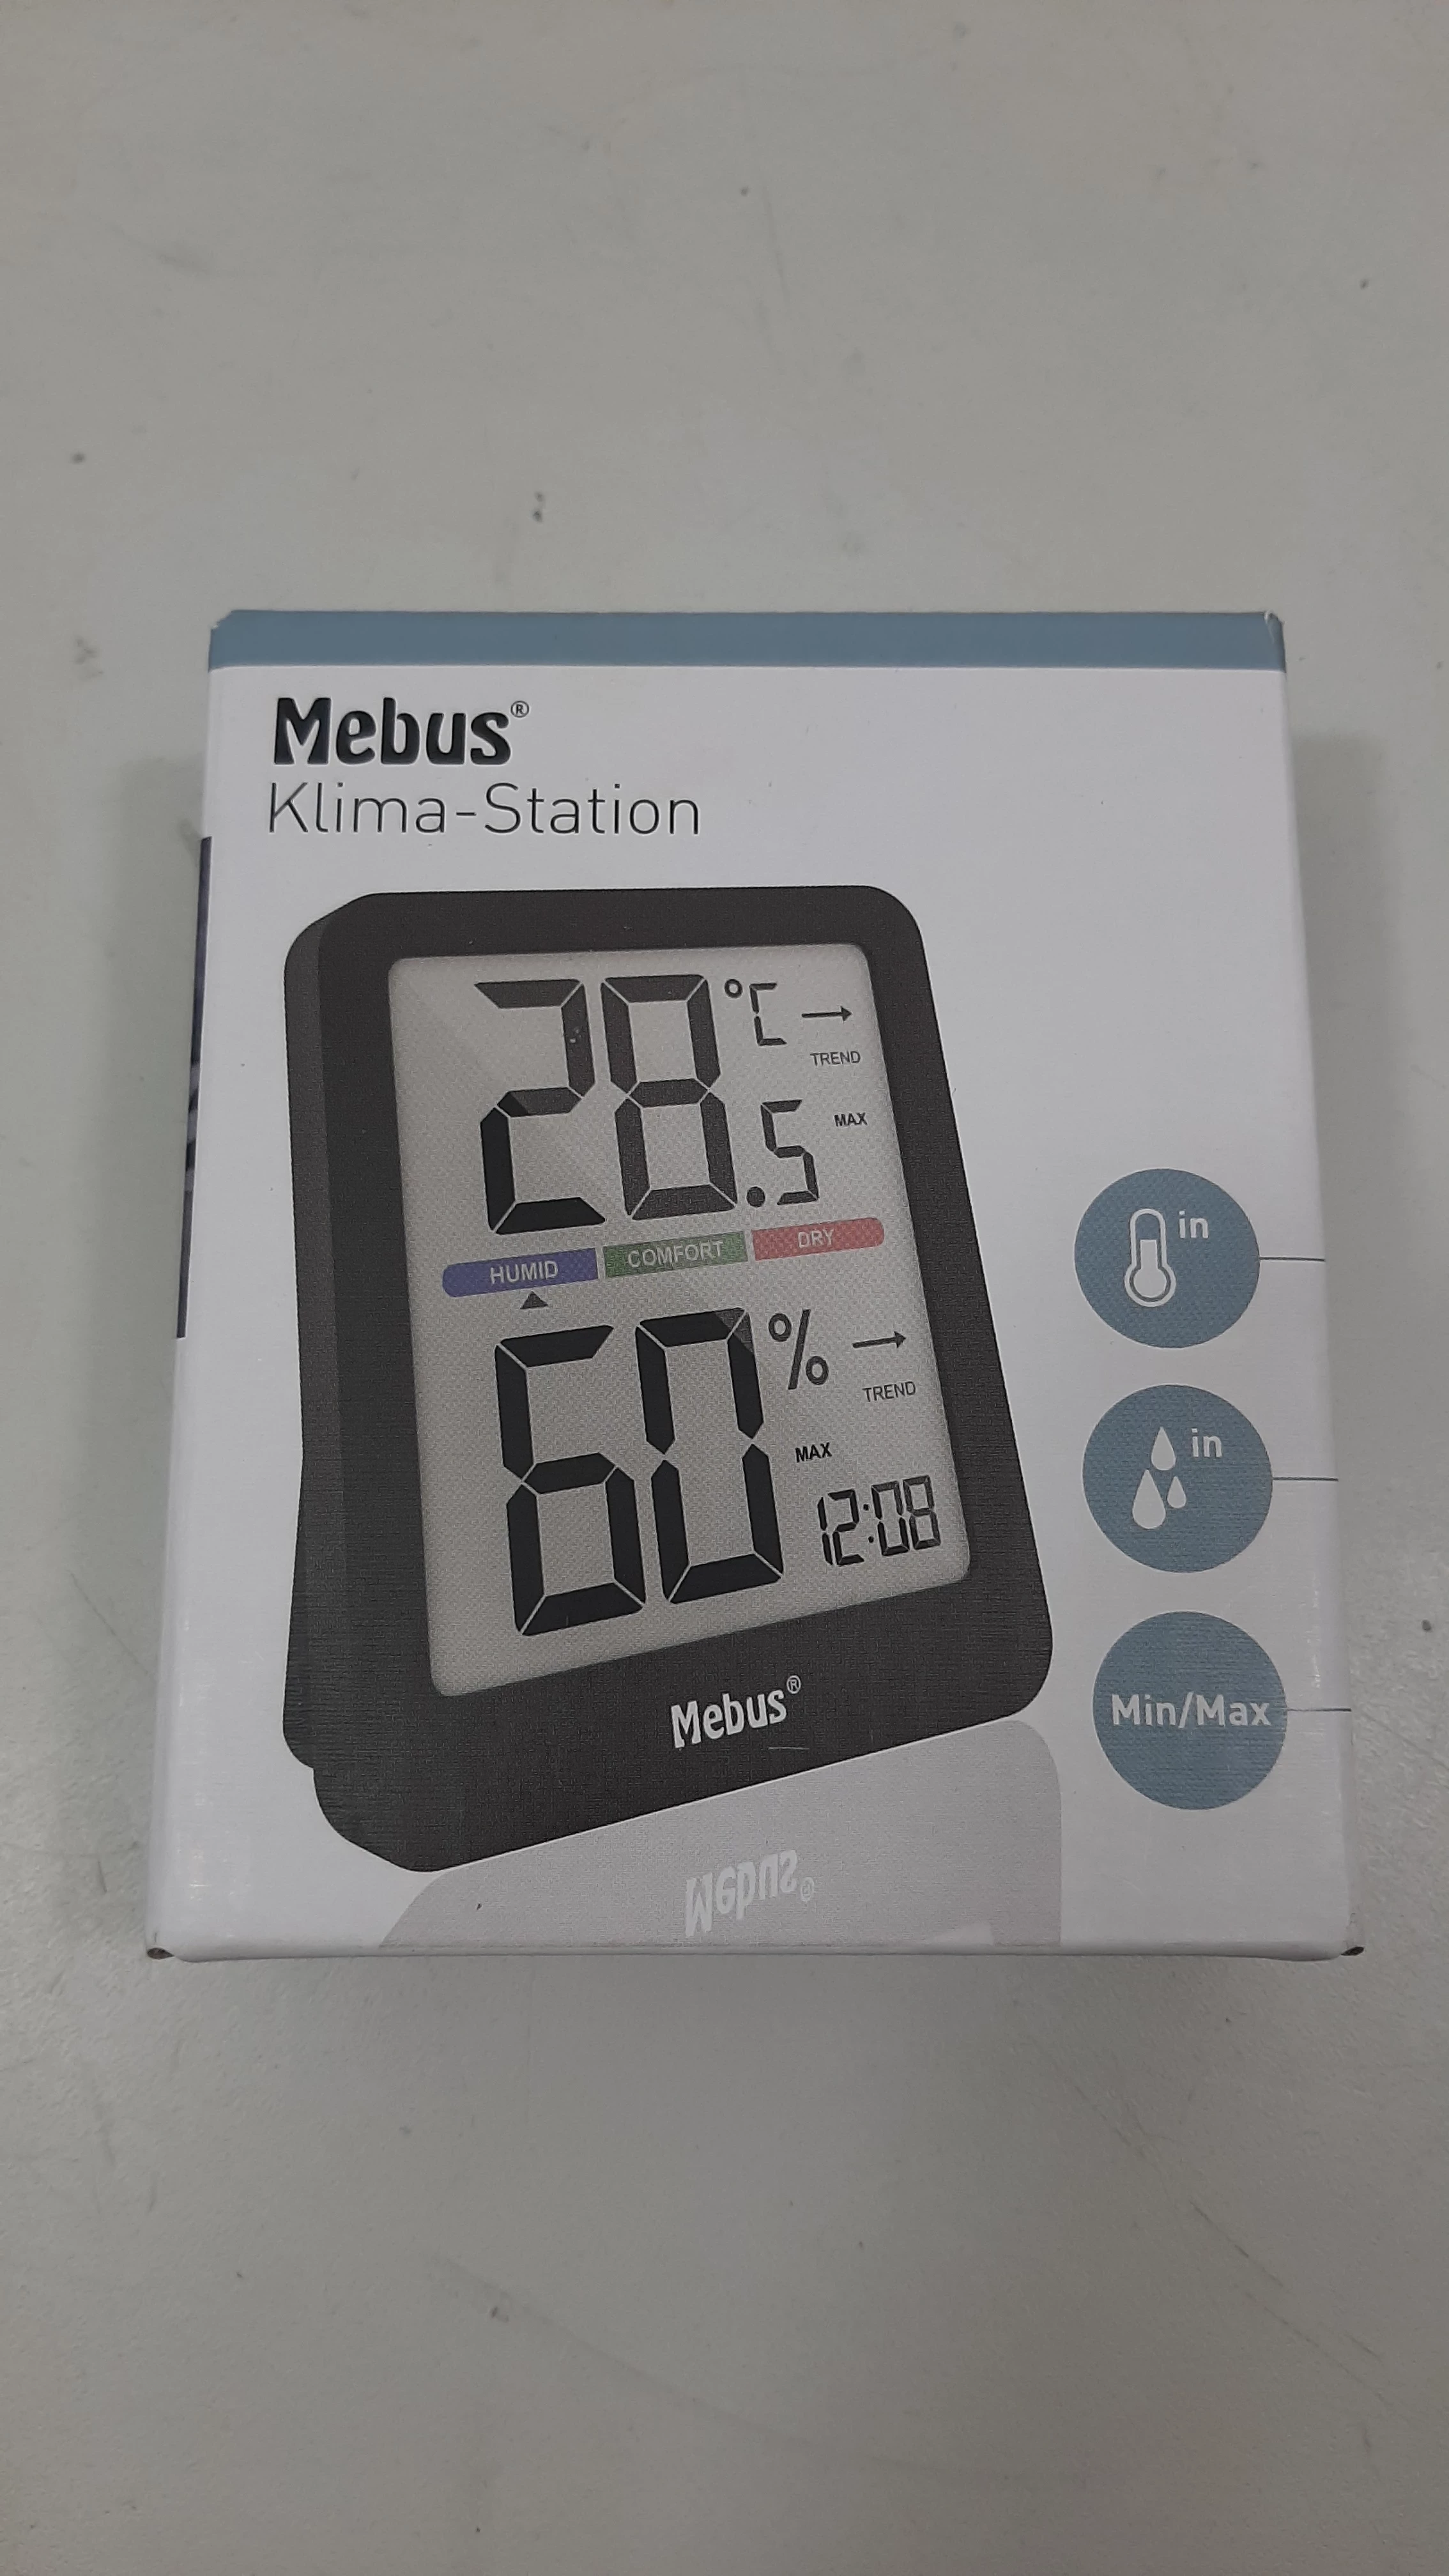 Mebus®
Klima-Station
28.5 °C →
TREND
MAX
HUMID COMFORT DRY
60 % →
TREND
MAX
12:08
Mebus®
in
in
Min/Max
Mebus®